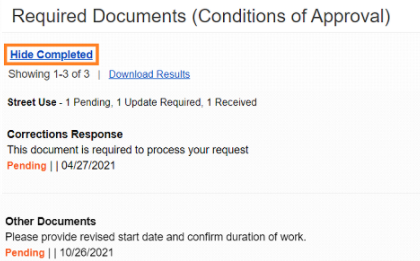 Required Documents (Conditions of Approval)
Hide Completed
Showing 1-3 of 3 | Download Results
Street Use - 1 Pending, 1 Update Required, 1 Received
Corrections Response
This document is required to process your request
Pending | | 04/27/2021
Other Documents
Please provide revised start date and confirm duration of work.
Pending | | 10/26/2021